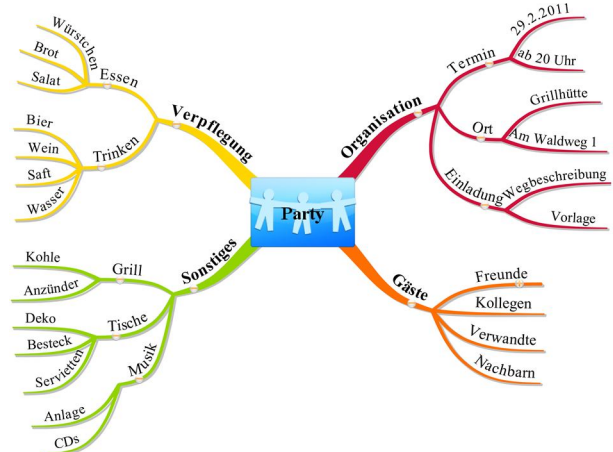 Party
Verpflegung
Essen
Würstchen
Brot
Salat
Trinken
Bier
Wein
Saft
Wasser
Organisation
Termin
29.2.2011
ab 20 Uhr
Ort
Grillhütte
Am Waldweg 1
Einladung
Wegbeschreibung
Vorlage
Sonstiges
Grill
Kohle
Anzünder
Tische
Deko
Besteck
Servietten
Musik
Anlage
CDs
Gäste
Freunde
Kollegen
Verwandte
Nachbarn